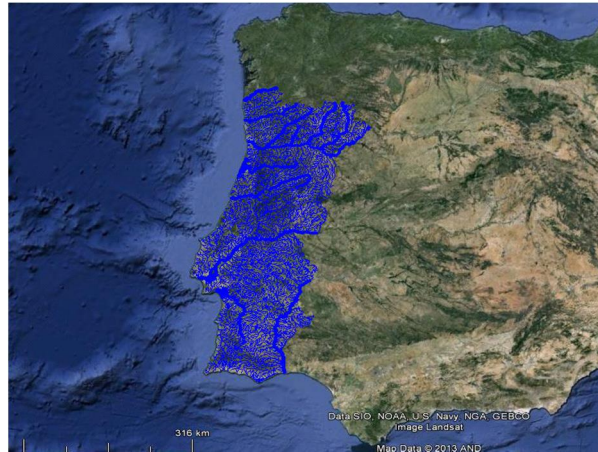 316 km
Data SIO, NOAA, U.S. Navy, NGA, GEBCO
Image Landsat
Map Data © 2013 AND